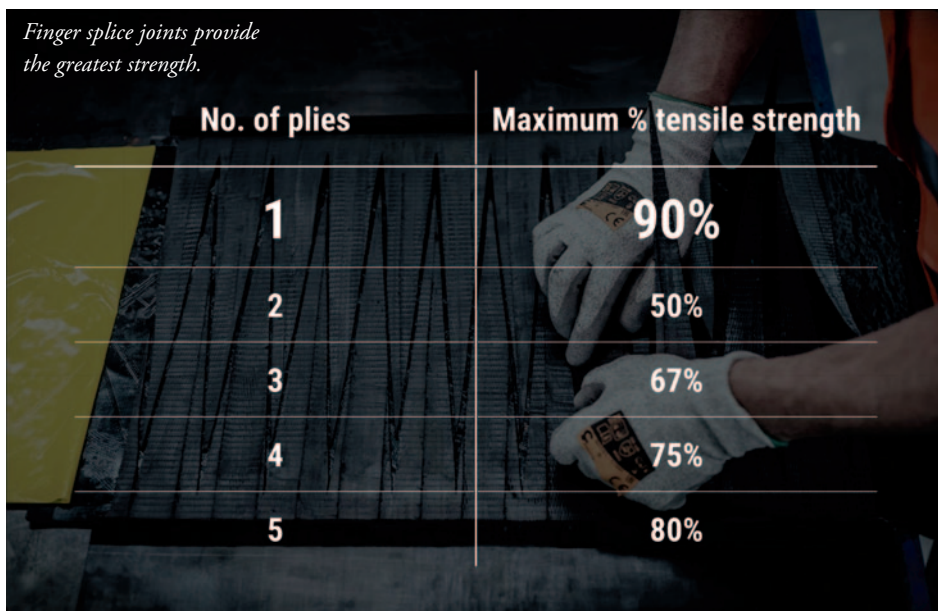 Finger splice joints provide
the greatest strength.
No. of plies Maximum % tensile strength
1 90%
2 50%
3 67%
4 75%
5 80%